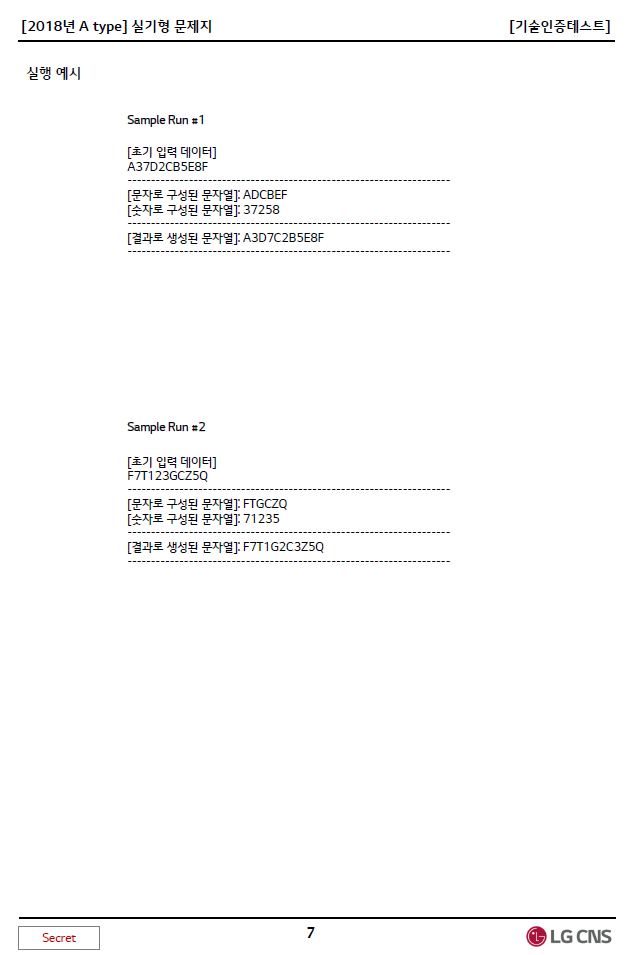 [2018년 A type] 실기형 문제지 [기술인증테스트]
실행 예시
Sample Run #1
[초기 입력 데이터]
A37D2CB5E8F
----------------------------------------------------------------------
[문자로 구성된 문자열]: ADCBEF
[숫자로 구성된 문자열]: 37258
----------------------------------------------------------------------
[결과로 생성된 문자열]: A3D7C2B5E8F
----------------------------------------------------------------------
Sample Run #2
[초기 입력 데이터]
F7T123GCZ5Q
----------------------------------------------------------------------
[문자로 구성된 문자열]: FTGCZQ
[숫자로 구성된 문자열]: 71235
----------------------------------------------------------------------
[결과로 생성된 문자열]: F7T1G2C3Z5Q
----------------------------------------------------------------------
Secret 7 LG CNS